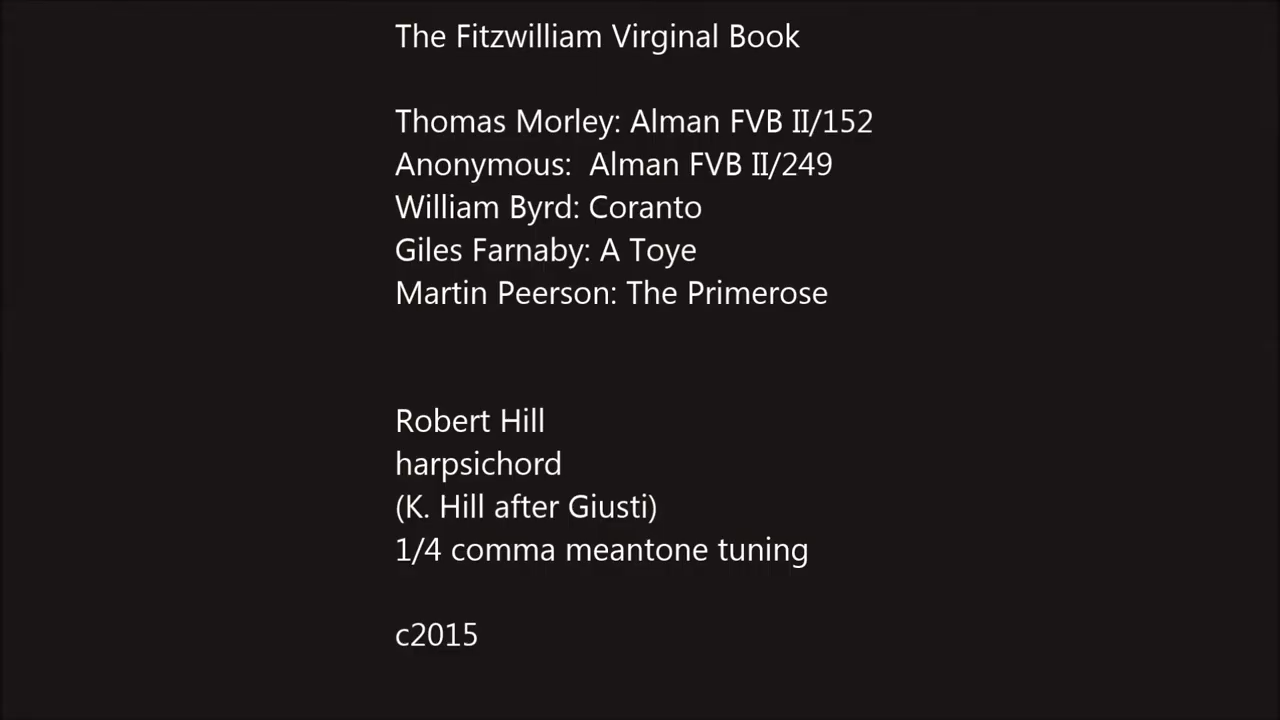 The Fitzwilliam Virginal Book
Thomas Morley: Alman FVB II/152
Anonymous:  Alman FVB II/249
William Byrd: Coranto
Giles Farnaby: A Toye
Martin Peerson: The Primerose
Robert Hill
harpsichord
(K. Hill after Giusti)
1/4 comma meantone tuning
c2015